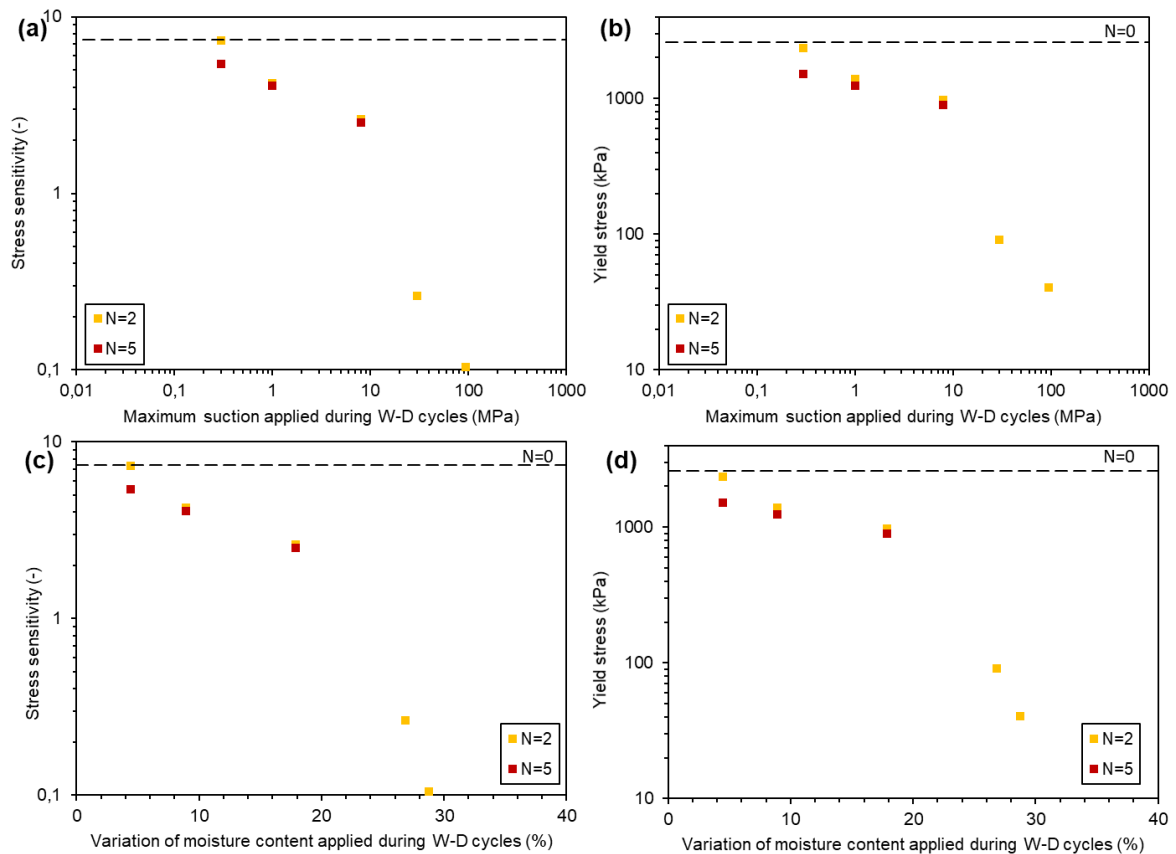 (a)
10
1
0,1
0,01 0,1 1 10 100 1000
Stress sensitivity (-)
Maximum suction applied during W-D cycles (MPa)
N=2
N=5
(b)
N=0
1000
100
10
0,01 0,1 1 10 100 1000
Yield stress (kPa)
Maximum suction applied during W-D cycles (MPa)
N=2
N=5
(c)
N=0
10
1
0,1
0 10 20 30 40
Stress sensitivity (-)
Variation of moisture content applied during W-D cycles (%)
N=2
N=5
(d)
N=0
1000
100
10
0 10 20 30 40
Yield stress (kPa)
Variation of moisture content applied during W-D cycles (%)
N=2
N=5